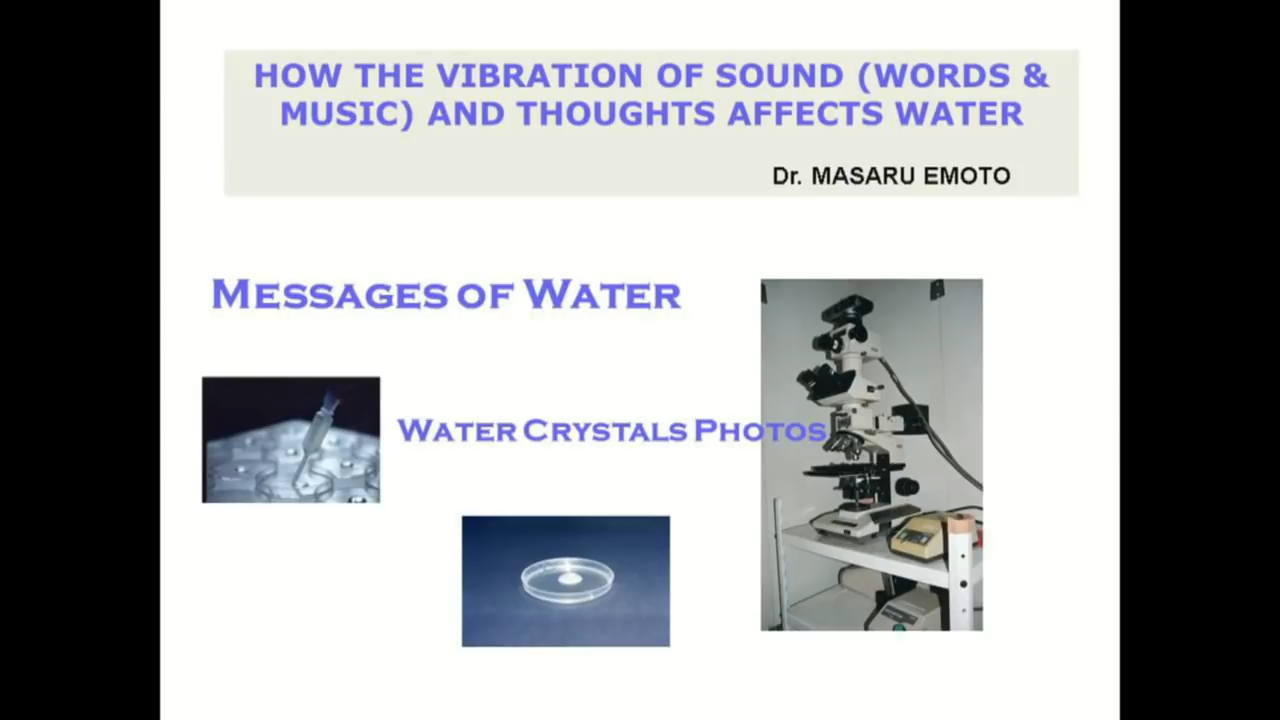 HOW THE VIBRATION OF SOUND (WORDS &
MUSIC) AND THOUGHTS AFFECTS WATER
Dr. MASARU EMOTO
MESSAGES OF WATER
WATER CRYSTALS PHOTOS